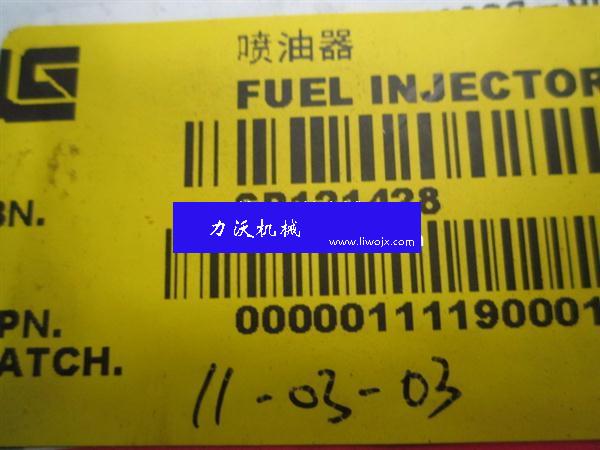 喷油器
FUEL INJECTOR
BN.
SP121428
力沃机械
www.liwojx.com
PN.
00000111190001
ATCH.
11-03-03